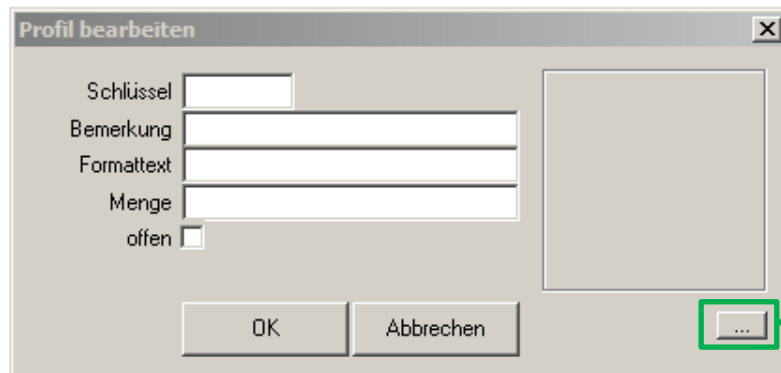 Profil bearbeiten
Schlüssel
Bemerkung
Formattext
Menge
offen
OK Abbrechen ...